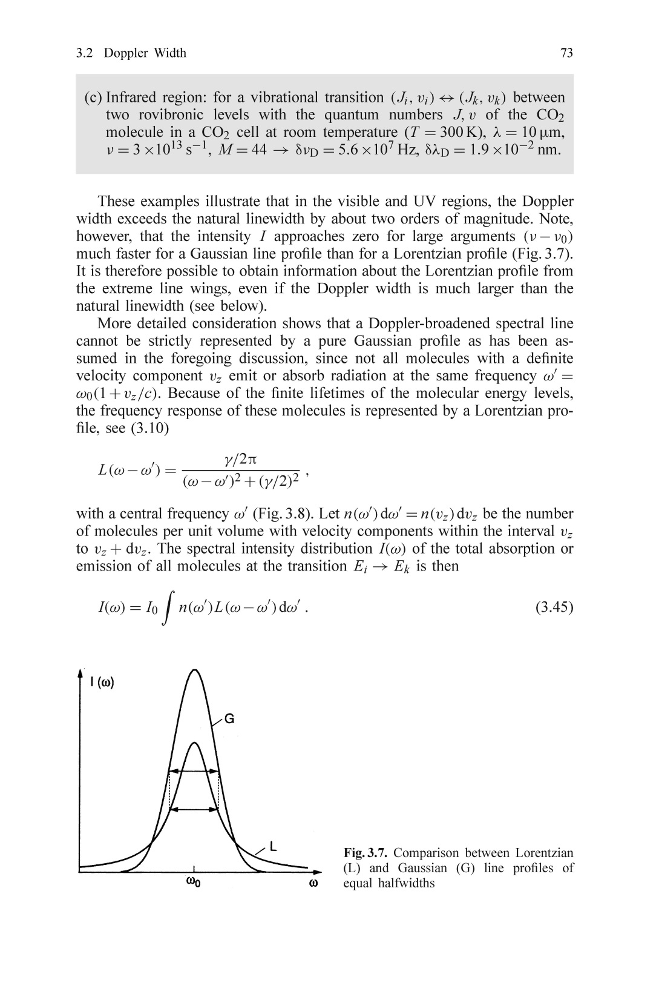 3.2 Doppler Width 73
(c) Infrared region: for a vibrational transition (Jᵢ, vᵢ) ↔ (Jₖ, vₖ) between
two rovibronic levels with the quantum numbers J, v of the CO₂
molecule in a CO₂ cell at room temperature (T = 300 K), λ = 10 μm,
ν = 3 ×10¹³ s⁻¹, M = 44 → δν_D = 5.6 ×10⁷ Hz, δλ_D = 1.9 ×10⁻² nm.
These examples illustrate that in the visible and UV regions, the Doppler
width exceeds the natural linewidth by about two orders of magnitude. Note,
however, that the intensity I approaches zero for large arguments (ν − ν₀)
much faster for a Gaussian line profile than for a Lorentzian profile (Fig. 3.7).
It is therefore possible to obtain information about the Lorentzian profile from
the extreme line wings, even if the Doppler width is much larger than the
natural linewidth (see below).
More detailed consideration shows that a Doppler-broadened spectral line
cannot be strictly represented by a pure Gaussian profile as has been as-
sumed in the foregoing discussion, since not all molecules with a definite
velocity component v_z emit or absorb radiation at the same frequency ω′ =
ω₀(1 + v_z/c). Because of the finite lifetimes of the molecular energy levels,
the frequency response of these molecules is represented by a Lorentzian pro-
file, see (3.10)
L(ω − ω′) = (γ/2π) / ((ω − ω′)² + (γ/2)²) ,
with a central frequency ω′ (Fig. 3.8). Let n(ω′) dω′ = n(v_z) dv_z be the number
of molecules per unit volume with velocity components within the interval v_z
to v_z + dv_z. The spectral intensity distribution I(ω) of the total absorption or
emission of all molecules at the transition Eᵢ → Eₖ is then
I(ω) = I₀ ∫ n(ω′)L(ω − ω′) dω′ . (3.45)
I (ω)
G
L
ω₀
ω
Fig. 3.7. Comparison between Lorentzian
(L) and Gaussian (G) line profiles of
equal halfwidths